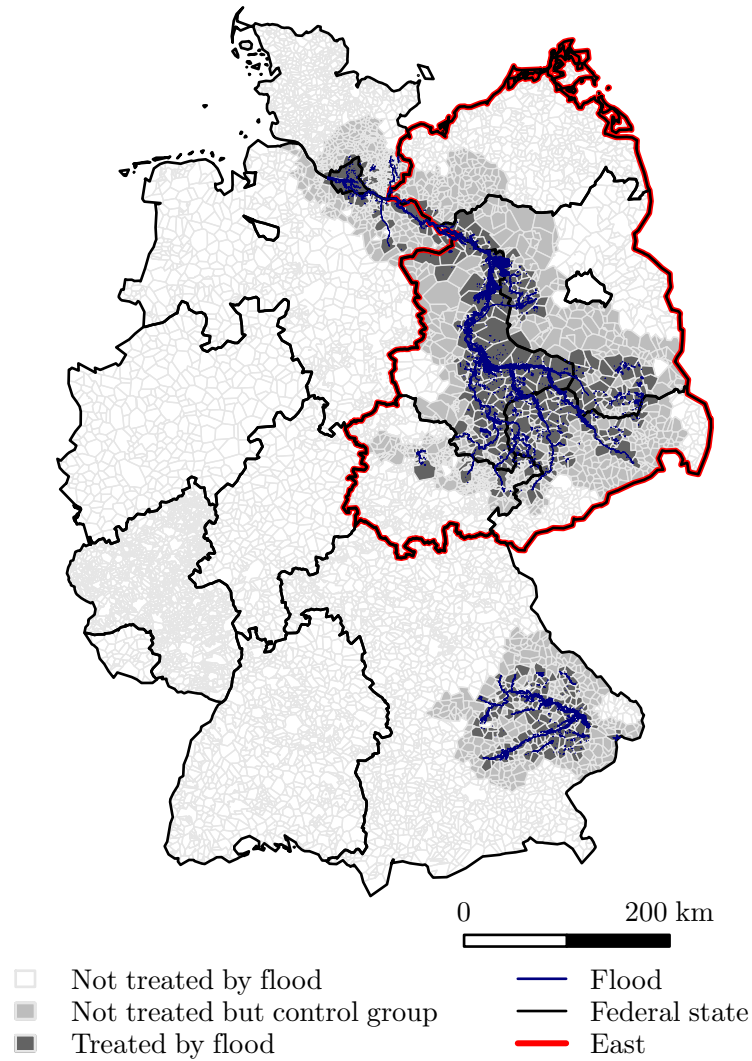 0 200 km
Not treated by flood
Not treated but control group
Treated by flood
Flood
Federal state
East